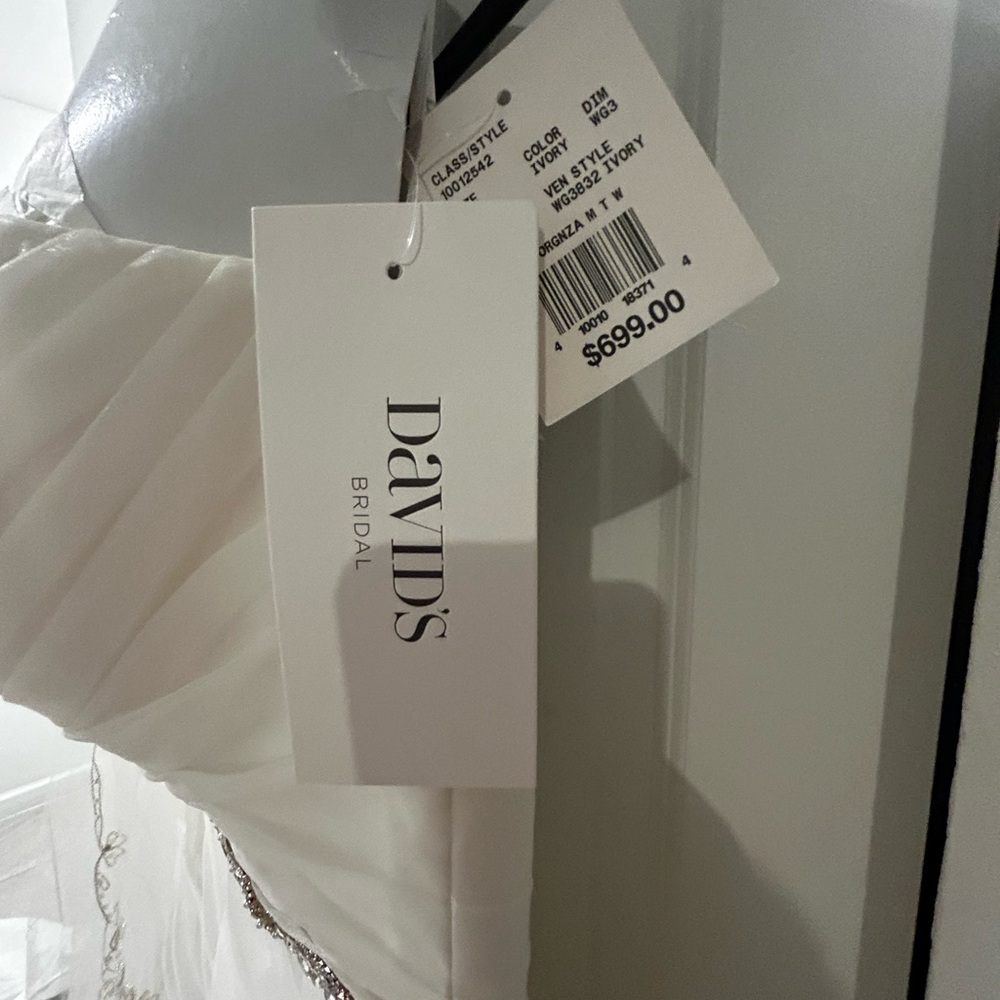 CLASS/STYLE
10012542
COLOR
IVORY
DIM
WG3
VEN STYLE
WG3832 IVORY
ORGNZA M T W
4 10010 18371 4
$699.00
DAVID'S
BRIDAL